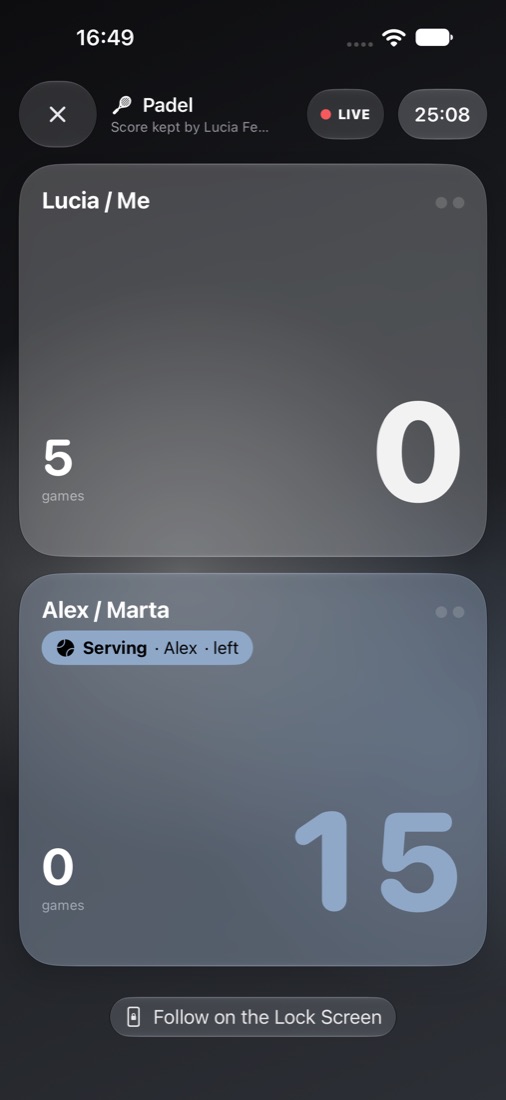 16:49
Padel
Score kept by Lucia Fe...
LIVE
25:08
Lucia / Me
5
games
0
Alex / Marta
Serving · Alex · left
0
games
15
Follow on the Lock Screen